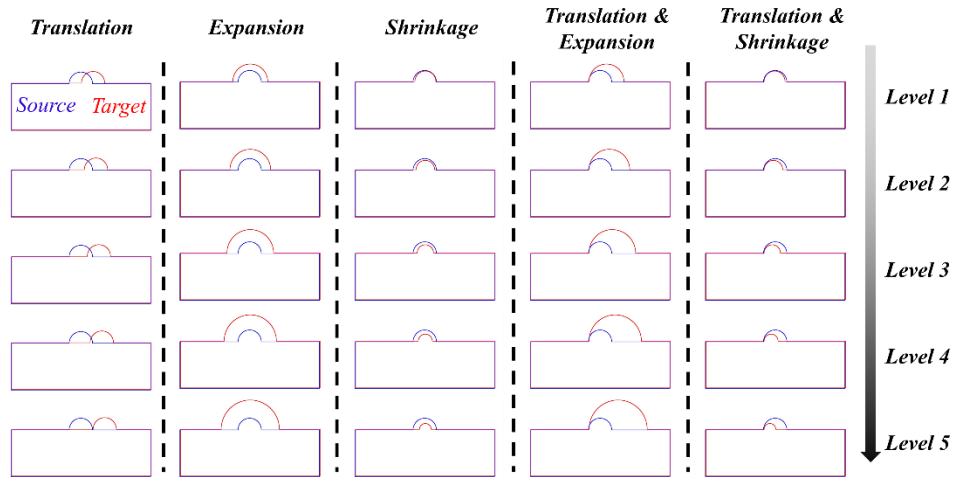 Translation
Expansion
Shrinkage
Translation &
Expansion
Translation &
Shrinkage
Source Target
Level 1
Level 2
Level 3
Level 4
Level 5